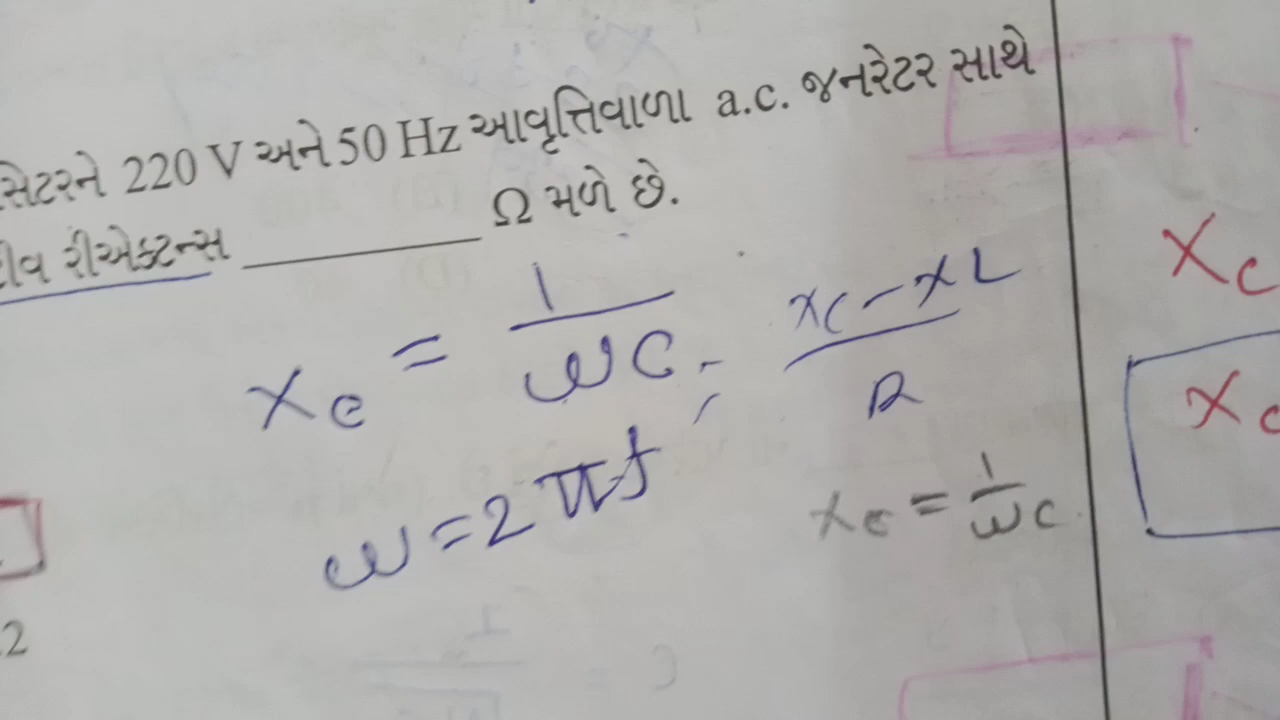 સેટરને 220 V અને 50 Hz આવૃત્તિવાળા a.c. જનરેટર સાથે
ીવ રીએક્ટન્સ ________ Ω મળે છે.
Xc = 1/ωC, (xc - xL)/R
ω = 2πf
xc = 1/ωc
Xc
Xc
.2